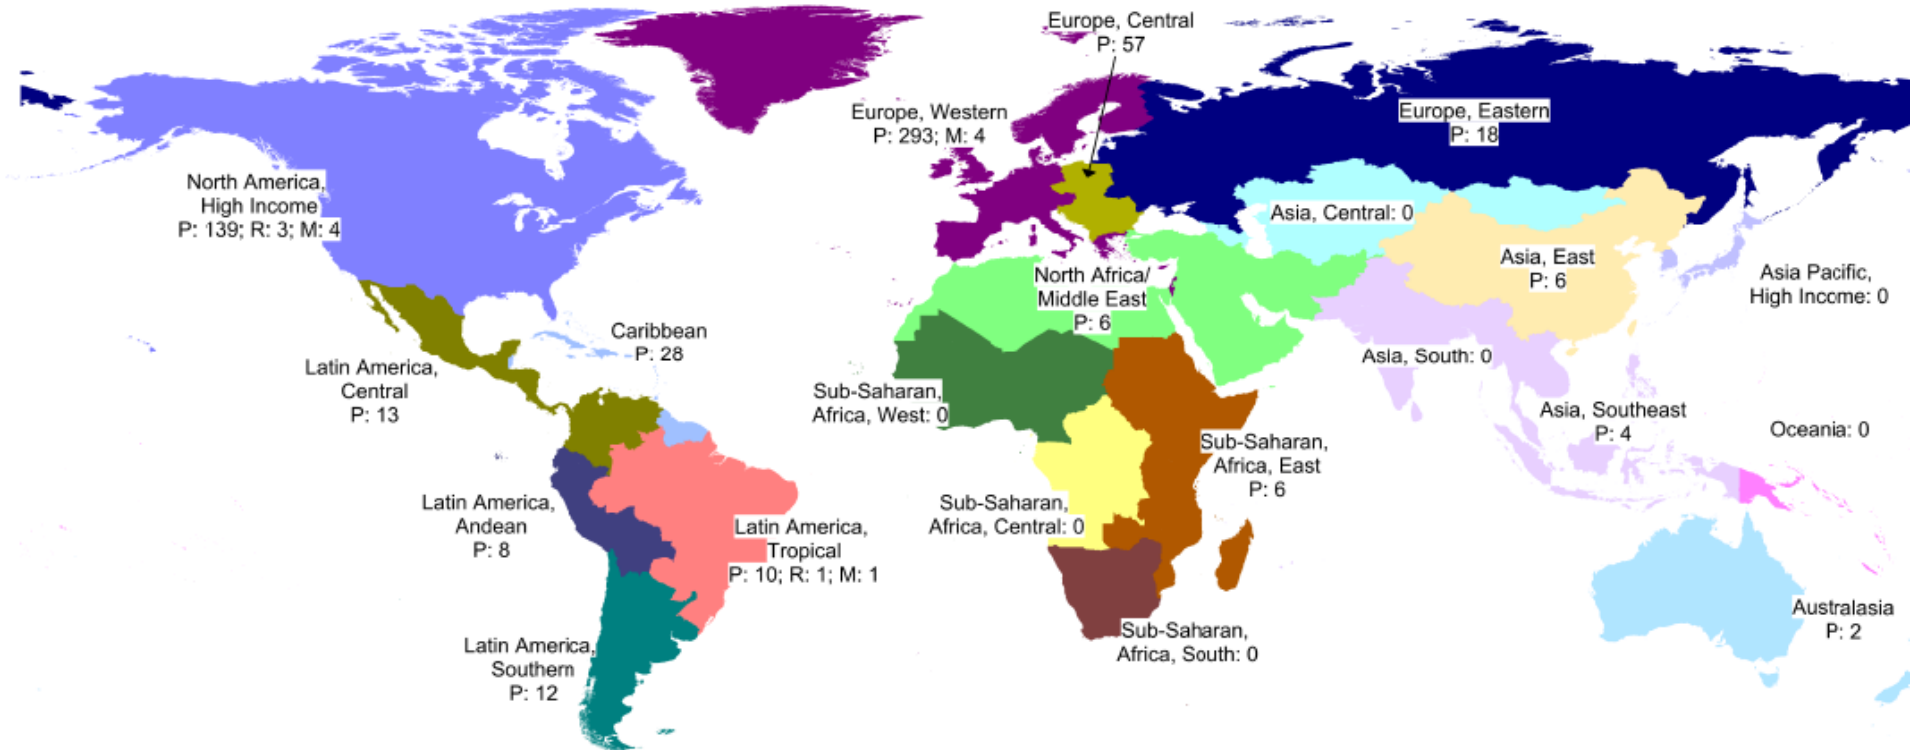 Europe, Central
P: 57
Europe, Western
P: 293; M: 4
Europe, Eastern
P: 18
North America,
High Income
P: 139; R: 3; M: 4
Asia, Central: 0
Asia, East
P: 6
Asia Pacific,
High Income: 0
North Africa/
Middle East
P: 6
Caribbean
P: 28
Latin America,
Central
P: 13
Asia, South: 0
Sub-Saharan,
Africa, West: 0
Asia, Southeast
P: 4
Oceania: 0
Sub-Saharan,
Africa, East
P: 6
Latin America,
Andean
P: 8
Sub-Saharan,
Africa, Central: 0
Latin America,
Tropical
P: 10; R: 1; M: 1
Australasia
P: 2
Sub-Saharan,
Africa, South: 0
Latin America,
Southern
P: 12